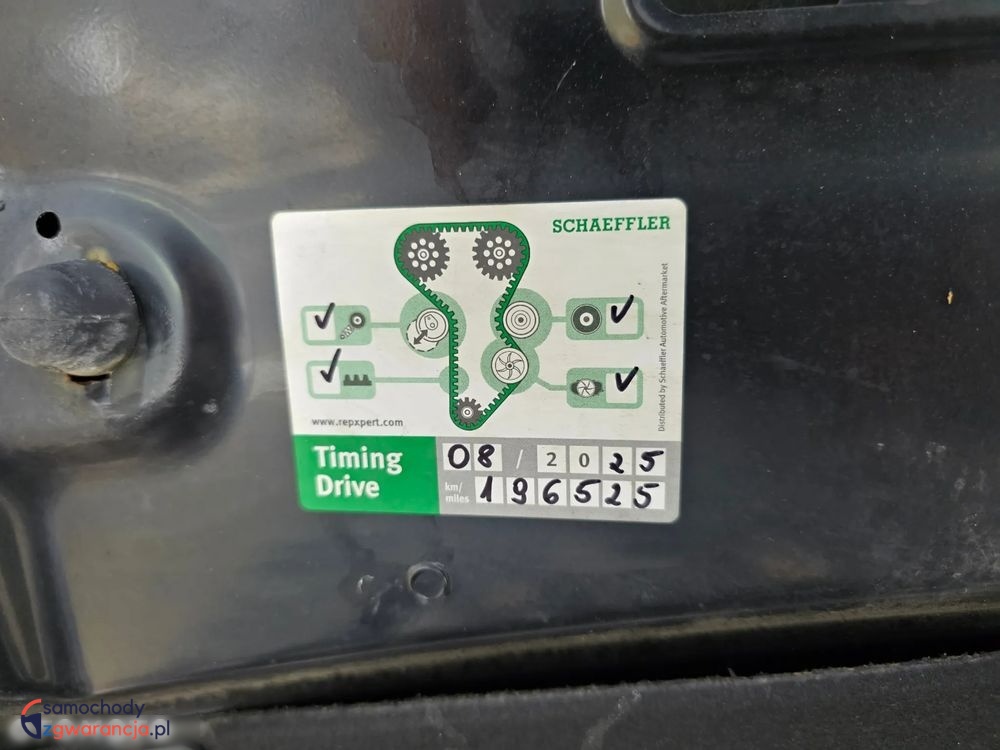 SCHAEFFLER
Distributed by Schaeffler Automotive Aftermarket
www.repxpert.com
Timing
Drive
08 / 2025
km/
miles
196525
samochody
zgwarancja.pl